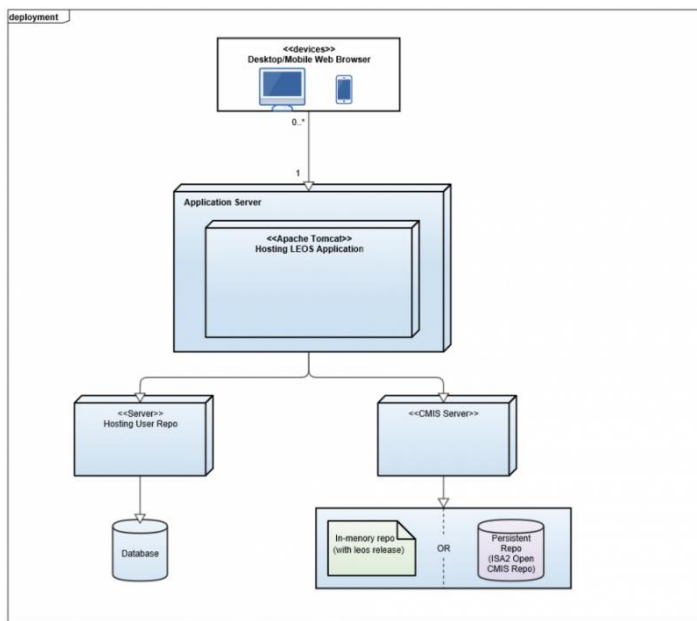 deployment
<<devices>>
Desktop/Mobile Web Browser
0..*
1
Application Server
<<Apache Tomcat>>
Hosting LEOS Application
<<Server>>
Hosting User Repo
<<CMIS Server>>
Database
In-menory repo
(with leos release)
OR
Persistent
Repo
(ISA2 Open
CMIS Repo)